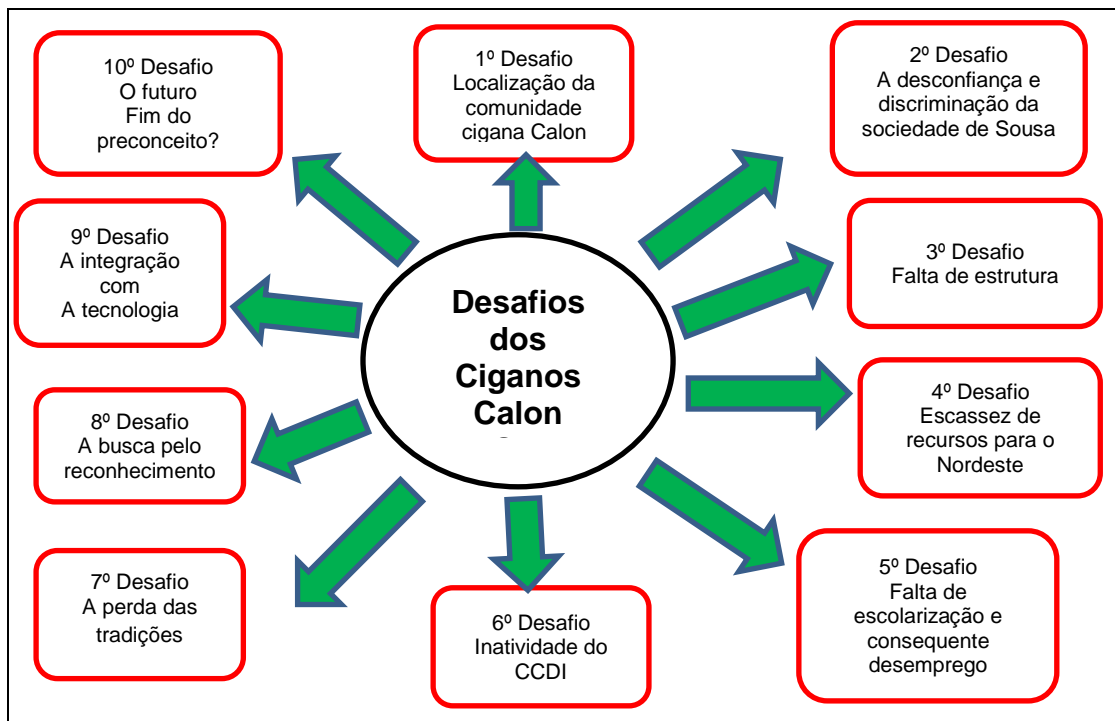 10º Desafio
O futuro
Fim do
preconceito?
1º Desafio
Localização da
comunidade
cigana Calon
2º Desafio
A desconfiança e
discriminação da
sociedade de Sousa
9º Desafio
A integração
com
A tecnologia
3º Desafio
Falta de estrutura
Desafios
dos
Ciganos
Calon
8º Desafio
A busca pelo
reconhecimento
4º Desafio
Escassez de
recursos para o
Nordeste
7º Desafio
A perda das
tradições
6º Desafio
Inatividade do
CCDI
5º Desafio
Falta de
escolarização e
consequente
desemprego